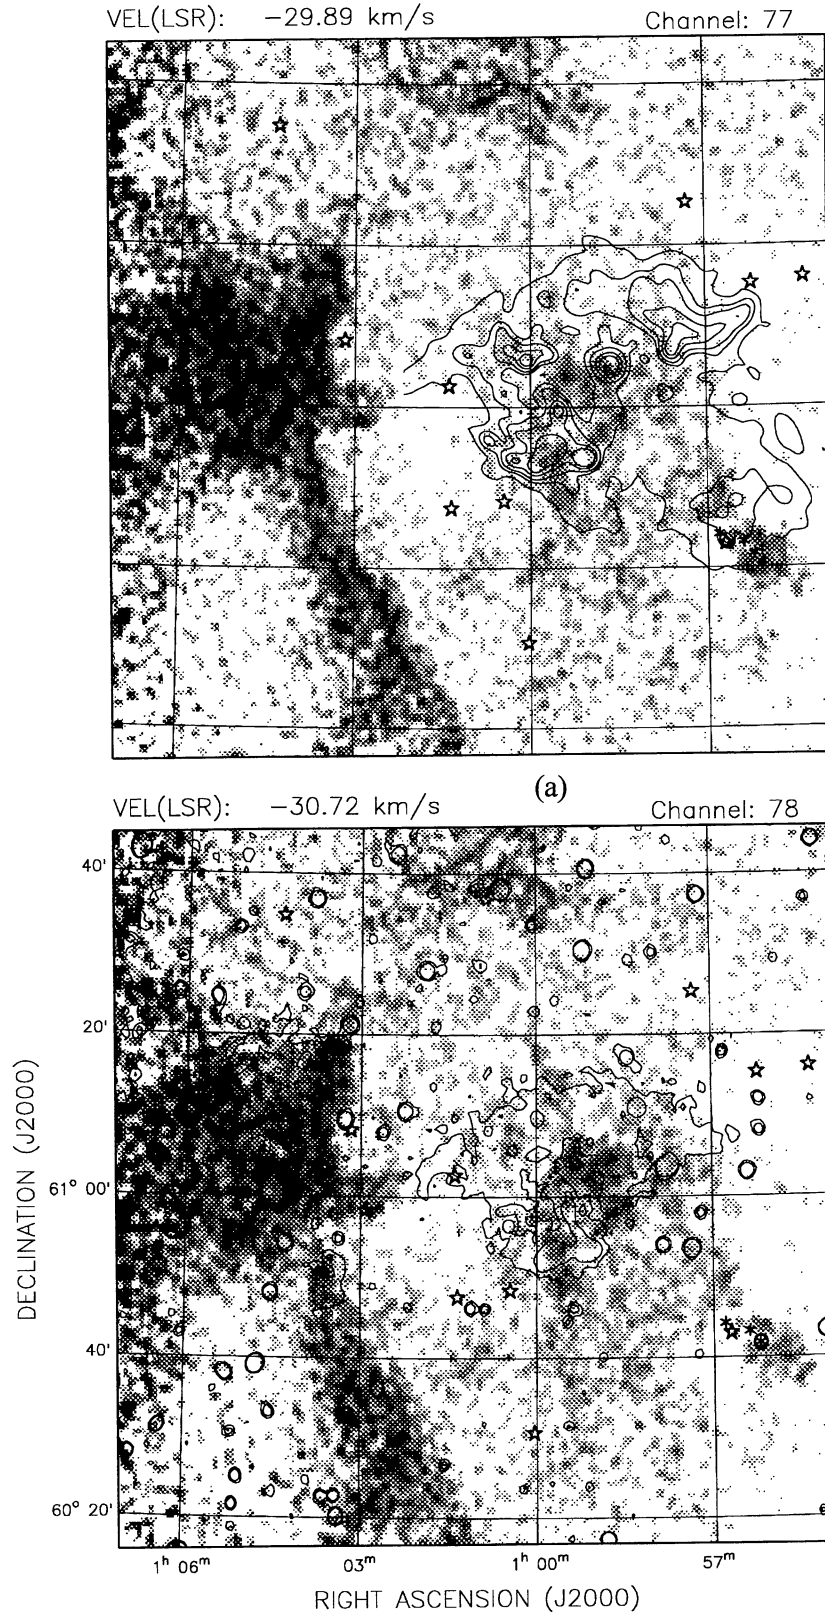 VEL(LSR): −29.89 km/s Channel: 77
(a)
VEL(LSR): −30.72 km/s Channel: 78
40'
20'
61° 00'
40'
60° 20'
DECLINATION (J2000)
1ʰ 06ᵐ 03ᵐ 1ʰ 00ᵐ 57ᵐ
RIGHT ASCENSION (J2000)